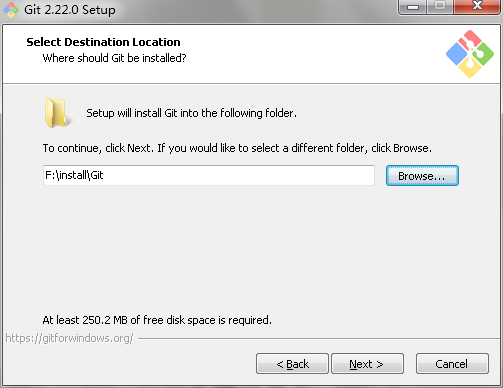 Git 2.22.0 Setup
Select Destination Location
Where should Git be installed?
Setup will install Git into the following folder.
To continue, click Next. If you would like to select a different folder, click Browse.
F:\install\Git
Browse...
At least 250.2 MB of free disk space is required.
https://gitforwindows.org/
< Back
Next >
Cancel